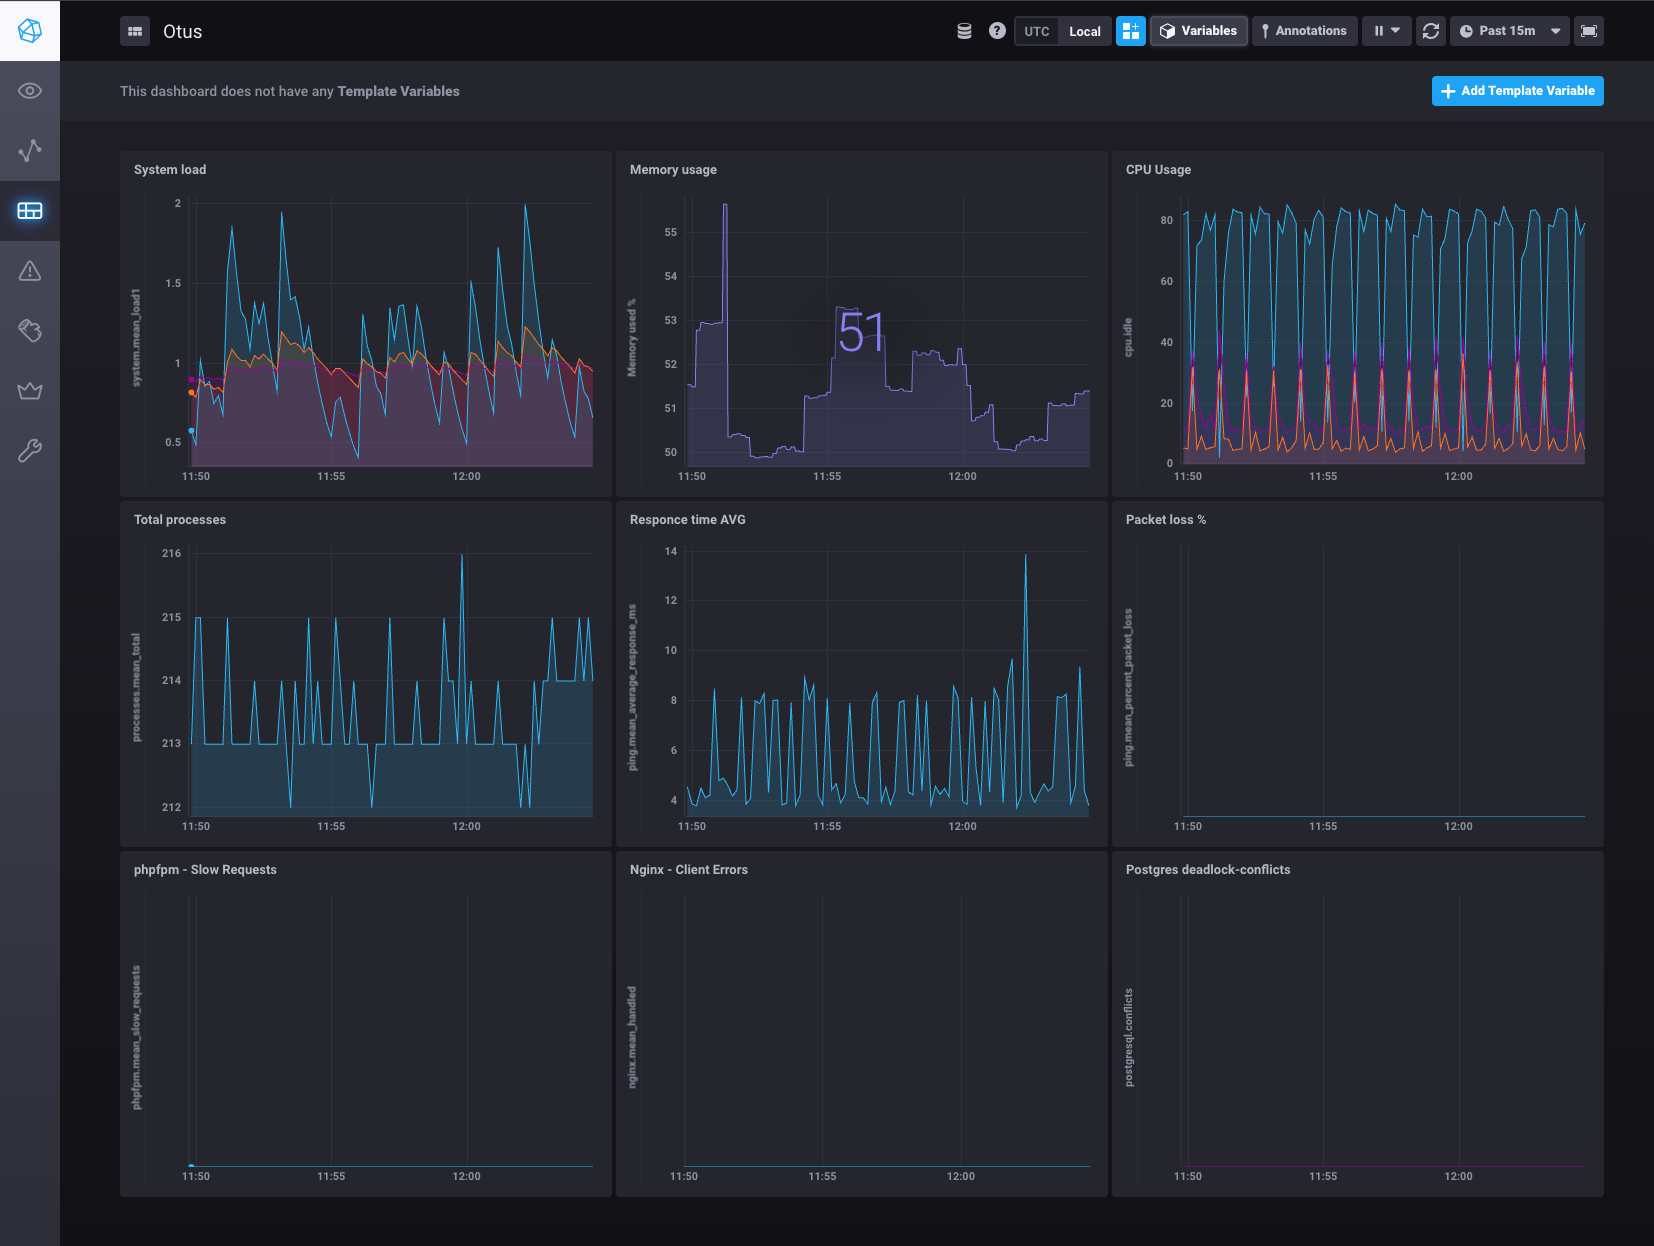 Otus
UTC Local Variables Annotations Past 15m
This dashboard does not have any Template Variables
Add Template Variable
System load
system.mean_load1
2
1.5
1
0.5
11:50 11:55 12:00
Memory usage
Memory used %
55
54
53
52
51
50
51
11:50 11:55 12:00
CPU Usage
cpu.idle
80
60
40
20
0
11:50 11:55 12:00
Total processes
processes.mean_total
216
215
214
213
212
11:50 11:55 12:00
Responce time AVG
ping.mean_average_response_ms
14
12
10
8
6
4
11:50 11:55 12:00
Packet loss %
ping.mean_percent_packet_loss
11:50 11:55 12:00
phpfpm - Slow Requests
phpfpm.mean_slow_requests
11:50 11:55 12:00
Nginx - Client Errors
nginx.mean_handled
11:50 11:55 12:00
Postgres deadlock-conflicts
postgresql.conflicts
11:50 11:55 12:00